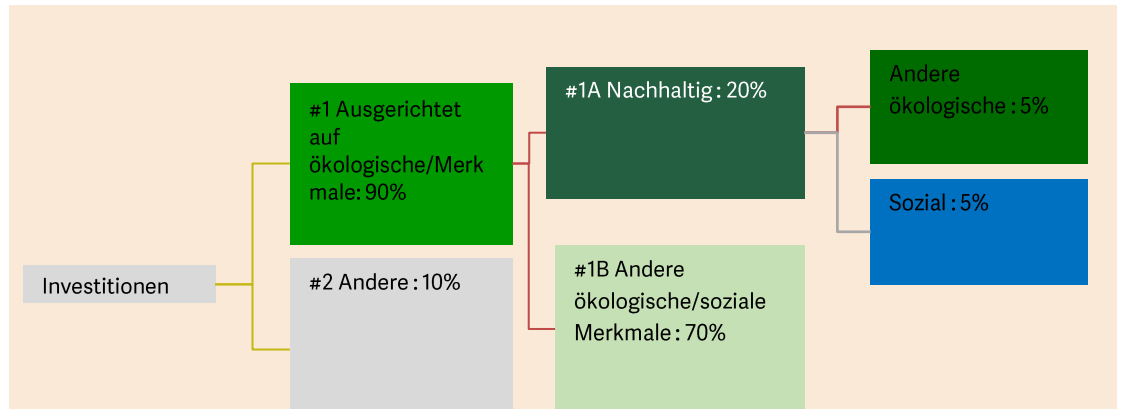 Investitionen
#1 Ausgerichtet
auf
ökologische/Merk
male: 90%
#2 Andere : 10%
#1A Nachhaltig : 20%
#1B Andere
ökologische/soziale
Merkmale : 70%
Andere
ökologische : 5%
Sozial : 5%